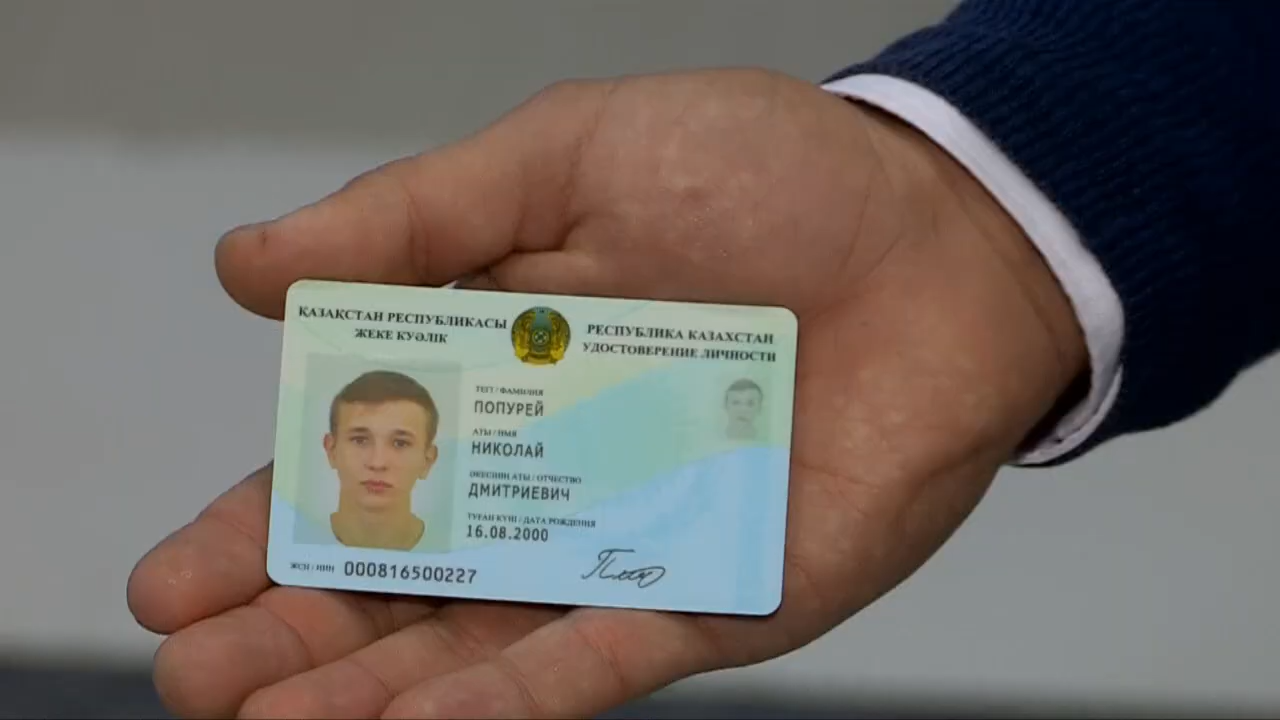 ҚАЗАҚСТАН РЕСПУБЛИКАСЫ
ЖЕКЕ КУӘЛІК
РЕСПУБЛИКА КАЗАХСТАН
УДОСТОВЕРЕНИЕ ЛИЧНОСТИ
ТЕГІ / ФАМИЛИЯ
ПОПУРЕЙ
АТЫ / ИМЯ
НИКОЛАЙ
ӘКЕСІНІҢ АТЫ / ОТЧЕСТВО
ДМИТРИЕВИЧ
ТУҒАН КҮНІ / ДАТА РОЖДЕНИЯ
16.08.2000
ЖСН / ИИН 000816500227